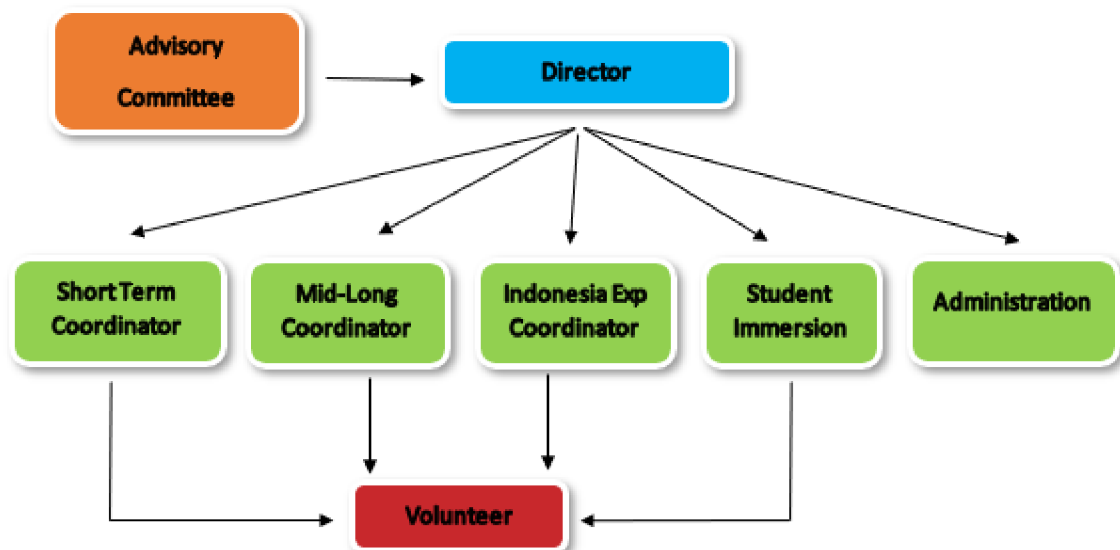 Advisory
Committee
Director
Short Term
Coordinator
Mid-Long
Coordinator
Indonesia Exp
Coordinator
Student
Immersion
Administration
Volunteer